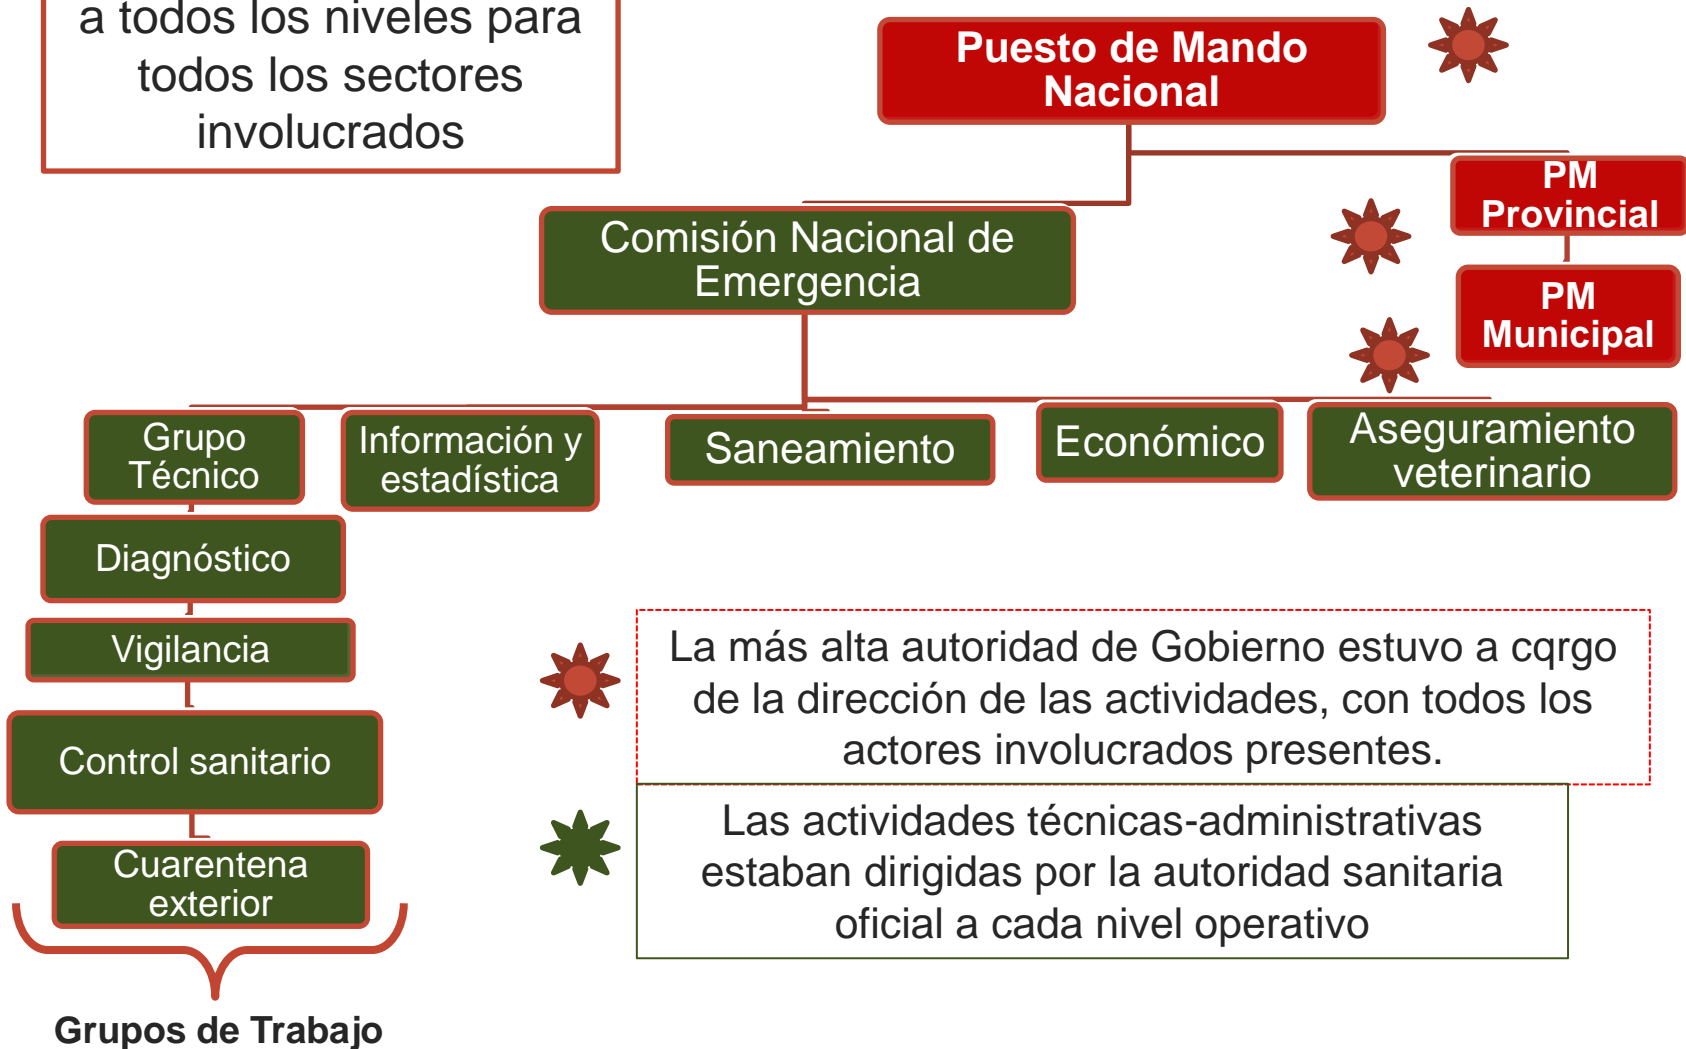 a todos los niveles para
todos los sectores
involucrados
Puesto de Mando
Nacional
PM
Provincial
PM
Municipal
Comisión Nacional de
Emergencia
Grupo
Técnico
Información y
estadística
Saneamiento
Económico
Aseguramiento
veterinario
Diagnóstico
Vigilancia
Control sanitario
Cuarentena
exterior
Grupos de Trabajo
La más alta autoridad de Gobierno estuvo a cqrgo
de la dirección de las actividades, con todos los
actores involucrados presentes.
Las actividades técnicas-administrativas
estaban dirigidas por la autoridad sanitaria
oficial a cada nivel operativo